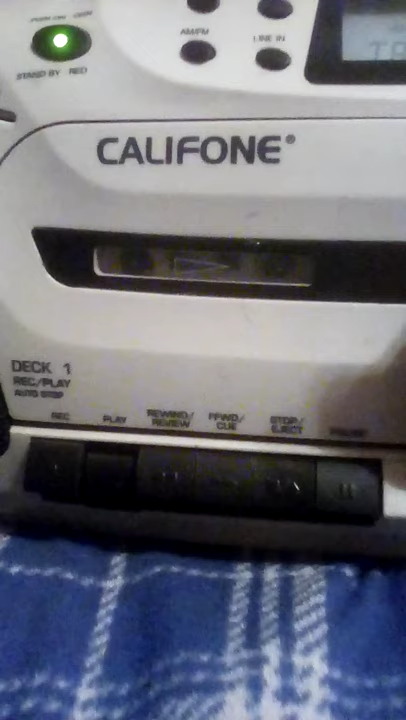 AM/FM
LINE IN
STAND BY RED
CALIFONE®
DECK 1
REC/PLAY
AUTO STOP
REC PLAY REWIND/ REVIEW FFWD/ CUE STOP/ EJECT PAUSE